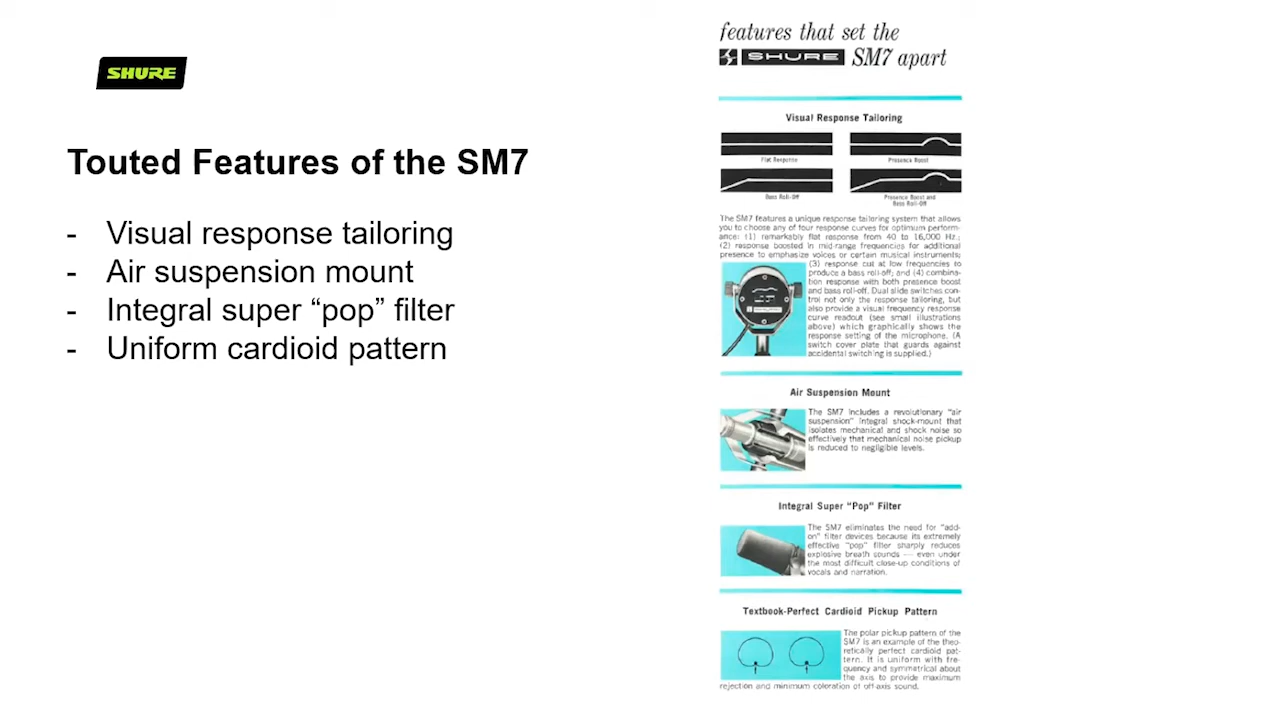 SHURE
Touted Features of the SM7
- Visual response tailoring
- Air suspension mount
- Integral super “pop” filter
- Uniform cardioid pattern
features that set the
SHURE SM7 apart
Visual Response Tailoring
Flat Response
Presence Boost
Bass Roll-Off
Presence Boost and
Bass Roll-Off
The SM7 features a unique response tailoring system that allows
you to choose any of four response curves for optimum perform-
ance: (1) remarkably flat response from 40 to 16,000 Hz.;
(2) response boosted in mid-range frequencies for additional
presence to emphasize voices or certain musical instruments;
(3) response cut at low frequencies to
produce a bass roll-off; and (4) combina-
tion response with both presence boost
and bass roll-off. Dual slide switches con-
trol not only the response tailoring, but
also provide a visual frequency response
curve readout (see small illustrations
above) which graphically shows the
response setting of the microphone. (A
switch cover plate that guards against
accidental switching is supplied.)
Air Suspension Mount
The SM7 includes a revolutionary “air
suspension” integral shock-mount that
isolates mechanical and shock noise so
effectively that mechanical noise pickup
is reduced to negligible levels.
Integral Super “Pop” Filter
The SM7 eliminates the need for “add-
on” filter devices because its extremely
effective “pop” filter sharply reduces
explosive breath sounds — even under
the most difficult close-up conditions of
vocals and narration.
Textbook-Perfect Cardioid Pickup Pattern
The polar pickup pattern of the
SM7 is an example of the theo-
retically perfect cardioid pat-
tern. It is uniform with fre-
quency and symmetrical about
the axis to provide maximum
rejection and minimum coloration of off-axis sound.